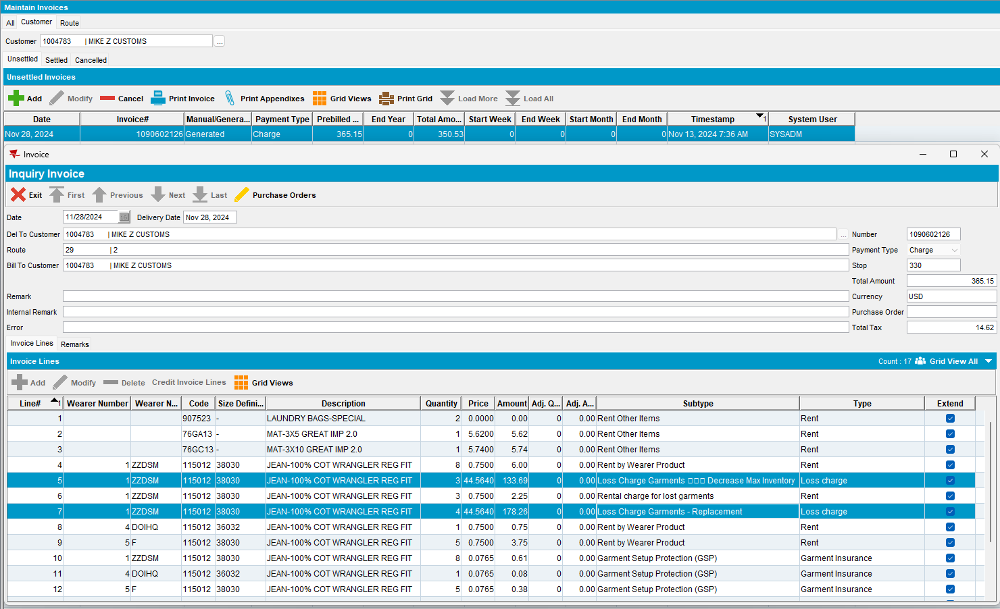 Maintain Invoices
All Customer Route
Customer 1004783 | MIKE Z CUSTOMS ...
Unsettled Settled Cancelled
Unsettled Invoices
Add Modify Cancel Print Invoice Print Appendixes Grid Views Print Grid Load More Load All
Date Invoice# Manual/Genera... Payment Type Prebilled ... End Year Total Amo... Start Week End Week Start Month End Month Timestamp 1 System User
Nov 28, 2024 1090602126 Generated Charge 365.15 0 350.53 0 0 0 0 Nov 13, 2024 7:36 AM SYSADM
Invoice
Inquiry Invoice
Exit First Previous Next Last Purchase Orders
Date 11/28/2024 Delivery Date Nov 28, 2024
Del To Customer 1004783 | MIKE Z CUSTOMS ... Number 1090602126
Route 29 | 2 Payment Type Charge
Bill To Customer 1004783 | MIKE Z CUSTOMS Stop 330
Total Amount 365.15
Remark Currency USD
Internal Remark Purchase Order
Error Total Tax 14.62
Invoice Lines Remarks
Invoice Lines Count : 17 Grid View All
Add Modify Delete Credit Invoice Lines Grid Views
Line# 1 Wearer Number Wearer N... Code Size Defini... Description Quantity Price Amount Adj. Q... Adj. A... Subtype Type Extend
1 907523 - LAUNDRY BAGS-SPECIAL 2 0.0000 0.00 0 0.00 Rent Other Items Rent
2 76GA13 - MAT-3X5 GREAT IMP 2.0 1 5.6200 5.62 0 0.00 Rent Other Items Rent
3 76GC13 - MAT-3X10 GREAT IMP 2.0 1 5.7400 5.74 0 0.00 Rent Other Items Rent
4 1 ZZDSM 115012 38030 JEAN-100% COT WRANGLER REG FIT 8 0.7500 6.00 0 0.00 Rent by Wearer Product Rent
5 1 ZZDSM 115012 38030 JEAN-100% COT WRANGLER REG FIT 3 44.5640 133.69 0 0.00 Loss Charge Garments □□□ Decrease Max Inventory Loss charge
6 1 ZZDSM 115012 38030 JEAN-100% COT WRANGLER REG FIT 3 0.7500 2.25 0 0.00 Rental charge for lost garments Rent
7 1 ZZDSM 115012 38030 JEAN-100% COT WRANGLER REG FIT 4 44.5640 178.26 0 0.00 Loss Charge Garments - Replacement Loss charge
8 4 DOIHQ 115012 36032 JEAN-100% COT WRANGLER REG FIT 1 0.7500 0.75 0 0.00 Rent by Wearer Product Rent
9 5 F 115012 38030 JEAN-100% COT WRANGLER REG FIT 5 0.7500 3.75 0 0.00 Rent by Wearer Product Rent
10 1 ZZDSM 115012 38030 JEAN-100% COT WRANGLER REG FIT 8 0.0765 0.61 0 0.00 Garment Setup Protection (GSP) Garment Insurance
11 4 DOIHQ 115012 36032 JEAN-100% COT WRANGLER REG FIT 1 0.0765 0.08 0 0.00 Garment Setup Protection (GSP) Garment Insurance
12 5 F 115012 38030 JEAN-100% COT WRANGLER REG FIT 5 0.0765 0.38 0 0.00 Garment Setup Protection (GSP) Garment Insurance